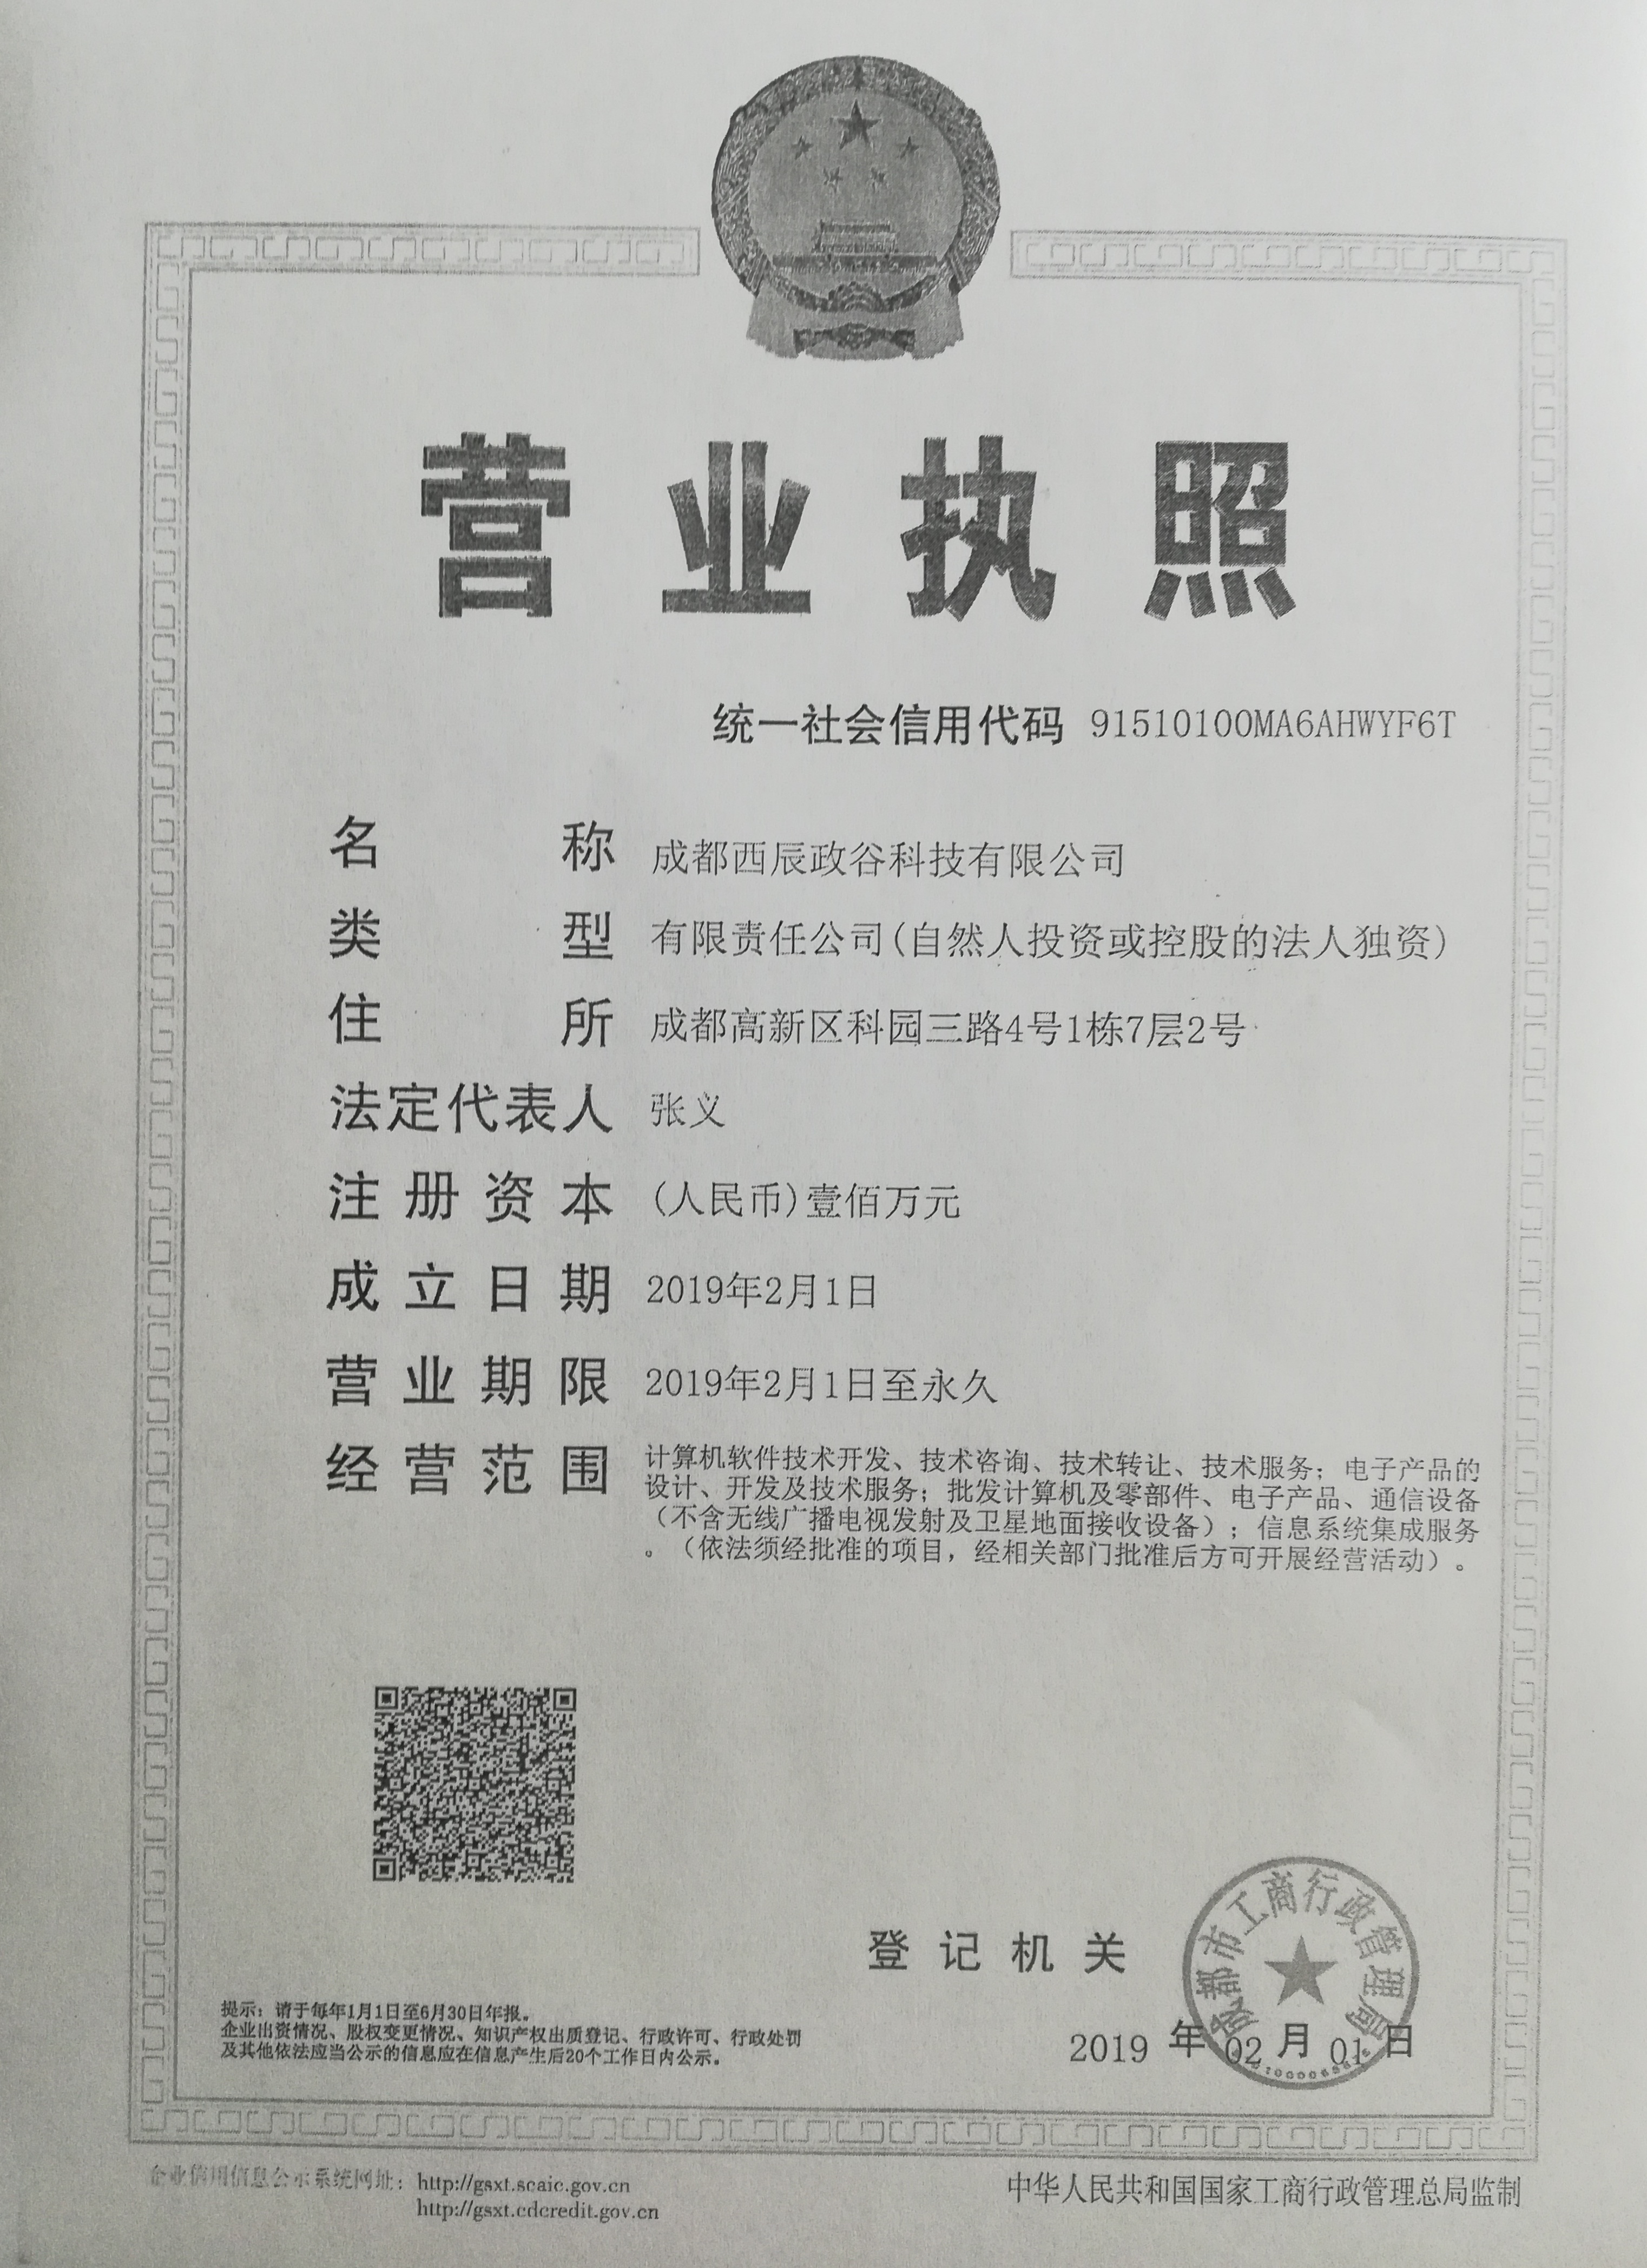 营业执照
统一社会信用代码 91510100MA6AHWYF6T
名称 成都西辰政谷科技有限公司
类型 有限责任公司(自然人投资或控股的法人独资)
住所 成都高新区科园三路4号1栋7层2号
法定代表人 张义
注册资本 (人民币)壹佰万元
成立日期 2019年2月1日
营业期限 2019年2月1日至永久
经营范围 计算机软件技术开发、技术咨询、技术转让、技术服务；电子产品的
设计、开发及技术服务；批发计算机及零部件、电子产品、通信设备
（不含无线广播电视发射及卫星地面接收设备）；信息系统集成服务
。（依法须经批准的项目，经相关部门批准后方可开展经营活动）。
登记机关
成都市工商行政管理局
2019 年 02 月 01 日
提示：请于每年1月1日至6月30日年报。
企业出资情况、股权变更情况、知识产权出质登记、行政许可、行政处罚
及其他依法应当公示的信息应在信息产生后20个工作日内公示。
企业信用信息公示系统网址：http://gsxt.scaic.gov.cn
http://gsxt.cdcredit.gov.cn
中华人民共和国国家工商行政管理总局监制